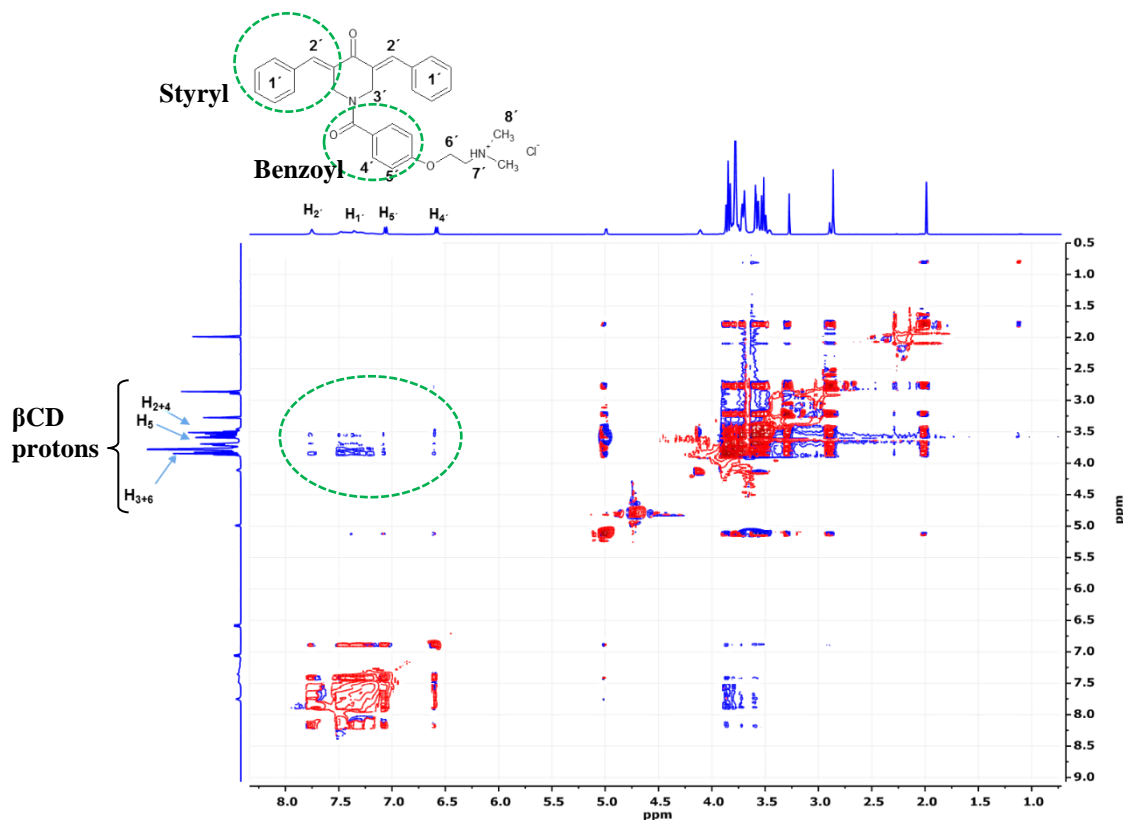 2´ O 2´
1´ 1´
Styryl
N 3´
8´
O CH₃
6´ HN⁺ Cl⁻
Benzoyl 4´ O CH₃
5´ 7´
H₂´ H₁´ H₅´ H₄´
0.5
1.0
1.5
2.0
2.5
3.0
3.5
4.0
4.5
5.0
5.5
6.0
6.5
7.0
7.5
8.0
8.5
9.0
ppm
βCD
protons
H₂₊₄
H₅
H₃₊₆
8.0 7.5 7.0 6.5 6.0 5.5 5.0 4.5 4.0 3.5 3.0 2.5 2.0 1.5 1.0
ppm